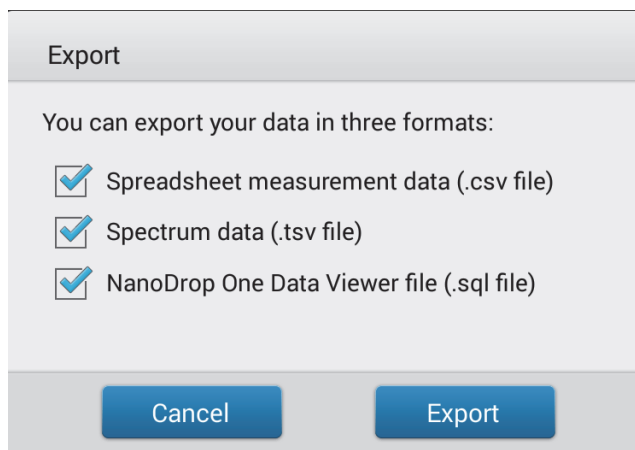 Export
You can export your data in three formats:
Spreadsheet measurement data (.csv file)
Spectrum data (.tsv file)
NanoDrop One Data Viewer file (.sql file)
Cancel
Export